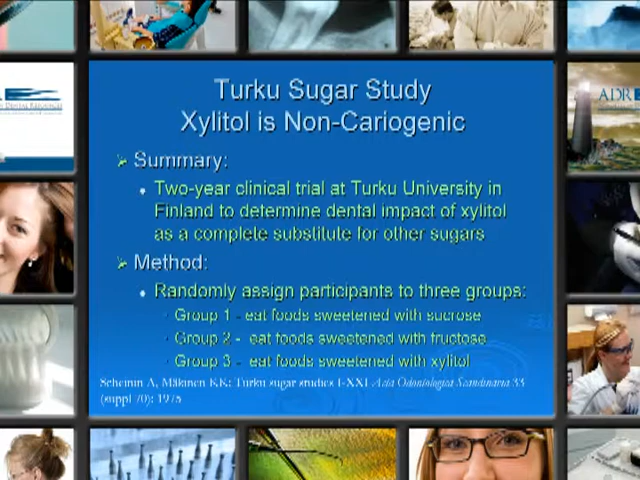 Turku Sugar Study
Xylitol is Non-Cariogenic
Summary:
Two-year clinical trial at Turku University in
Finland to determine dental impact of xylitol
as a complete substitute for other sugars
Method:
Randomly assign participants to three groups:
Group 1 - eat foods sweetened with sucrose
Group 2 - eat foods sweetened with fructose
Group 3 - eat foods sweetened with xylitol
Scheinin A, Mäkinen KK: Turku sugar studies I-XXI Acta Odontologica Scandinavia 33
(suppl 70): 1975
ADR